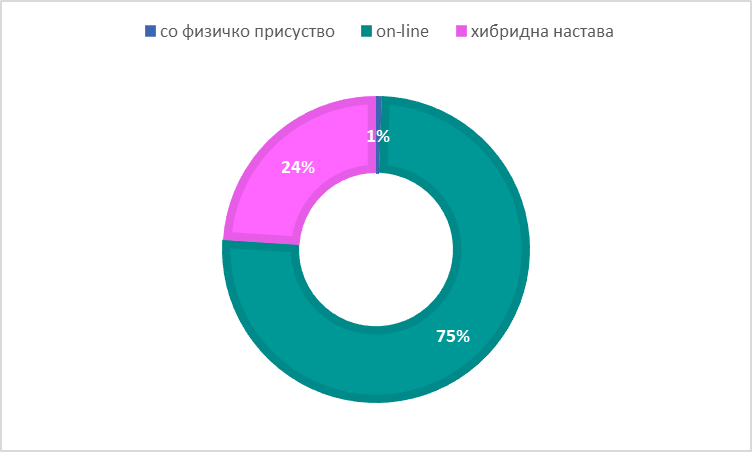 со физичко присуство on-line хибридна настава
1%
24%
75%